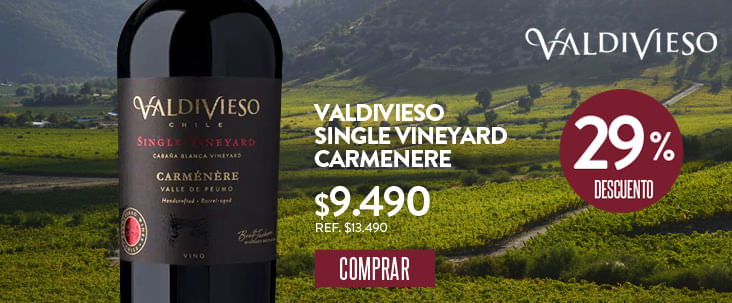 VALDIVIESO
CHILE
SINGLE VINEYARD
CABAÑA BLANCA VINEYARD
CARMÉNÈRE
VALLE DE PEUMO
Handcrafted • Barrel-aged
VINO
VALDIVIESO
SINGLE VINEYARD
CARMENERE
$9.490
REF. $13.490
COMPRAR
VALDIVIESO
29%
DESCUENTO